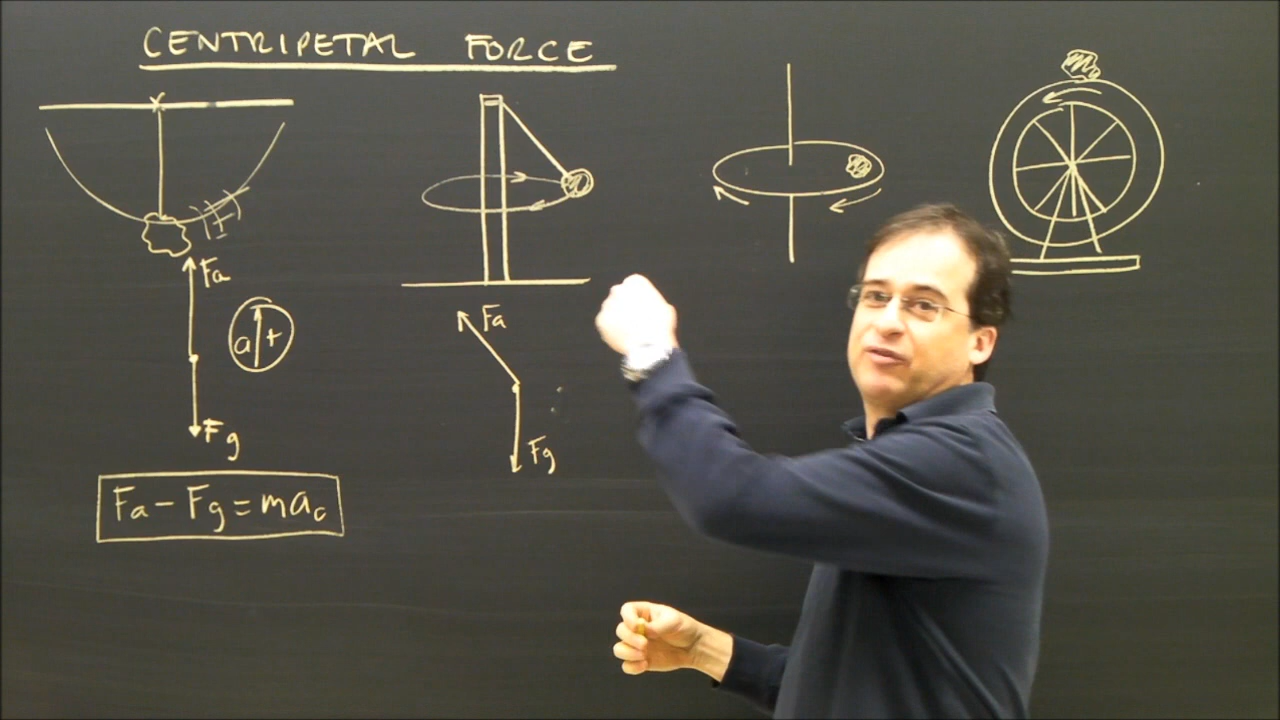 CENTRIPETAL FORCE
Fa
a +
Fg
Fa - Fg = mac
Fa
Fg
m